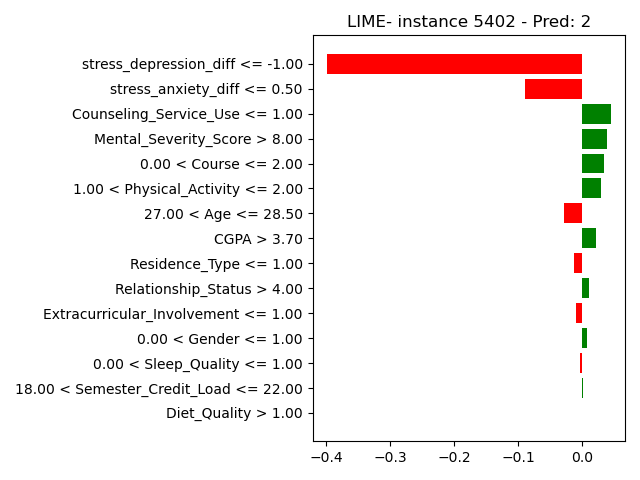 LIME- instance 5402 - Pred: 2
stress_depression_diff <= -1.00
stress_anxiety_diff <= 0.50
Counseling_Service_Use <= 1.00
Mental_Severity_Score > 8.00
0.00 < Course <= 2.00
1.00 < Physical_Activity <= 2.00
27.00 < Age <= 28.50
CGPA > 3.70
Residence_Type <= 1.00
Relationship_Status > 4.00
Extracurricular_Involvement <= 1.00
0.00 < Gender <= 1.00
0.00 < Sleep_Quality <= 1.00
18.00 < Semester_Credit_Load <= 22.00
Diet_Quality > 1.00
−0.4 −0.3 −0.2 −0.1 0.0